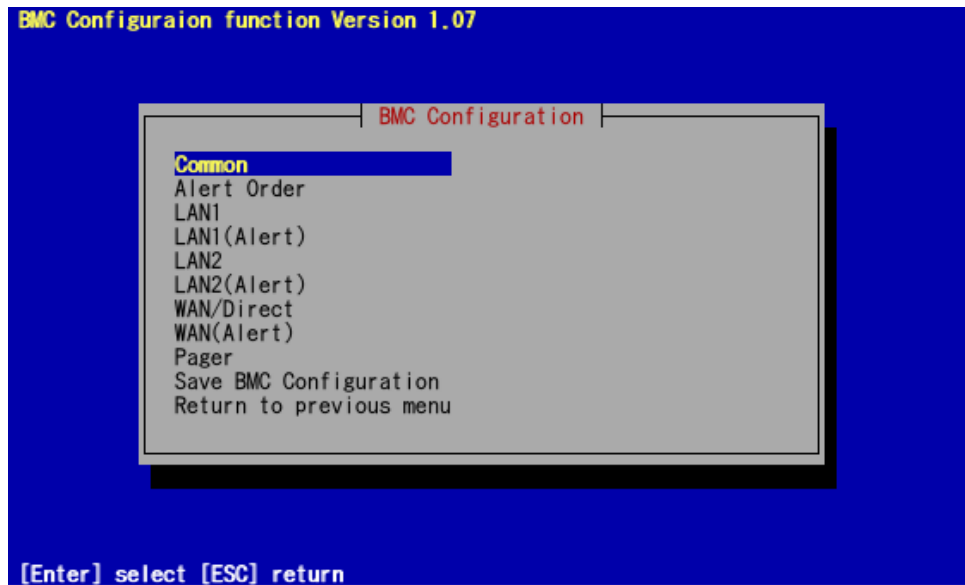 BMC Configuraion function Version 1.07
BMC Configuration
Common
Alert Order
LAN1
LAN1(Alert)
LAN2
LAN2(Alert)
WAN/Direct
WAN(Alert)
Pager
Save BMC Configuration
Return to previous menu
[Enter] select [ESC] return